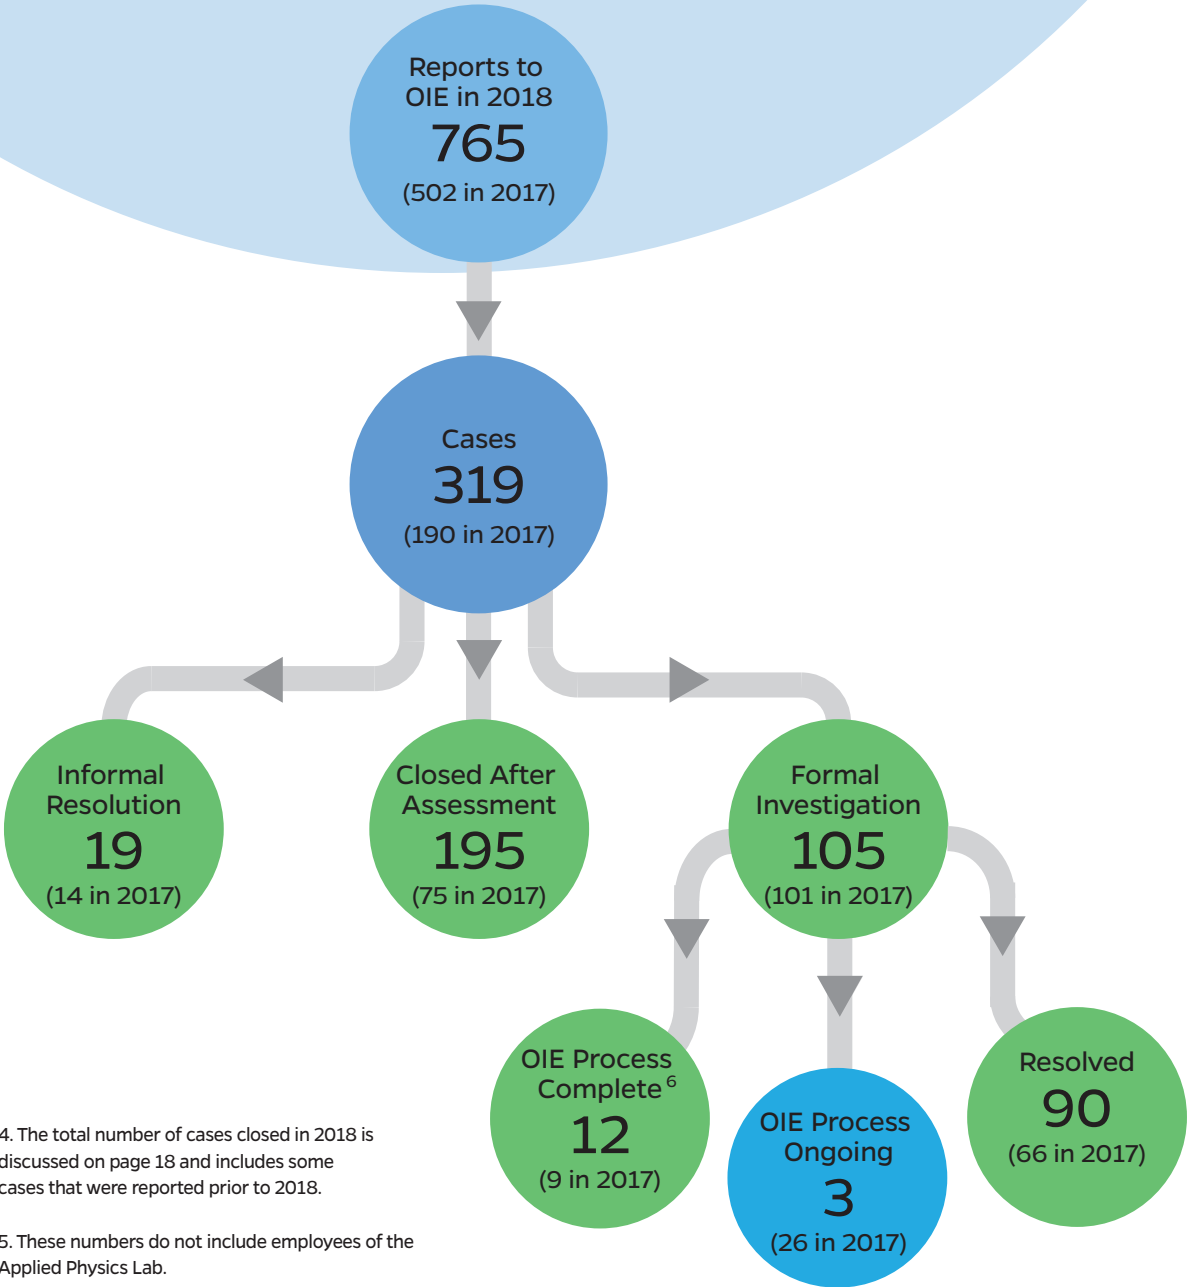 Reports to
OIE in 2018
765
(502 in 2017)
Cases
319
(190 in 2017)
Informal
Resolution
19
(14 in 2017)
Closed After
Assessment
195
(75 in 2017)
Formal
Investigation
105
(101 in 2017)
OIE Process
Complete 6
12
(9 in 2017)
OIE Process
Ongoing
3
(26 in 2017)
Resolved
90
(66 in 2017)
4. The total number of cases closed in 2018 is
discussed on page 18 and includes some
cases that were reported prior to 2018.
5. These numbers do not include employees of the
Applied Physics Lab.